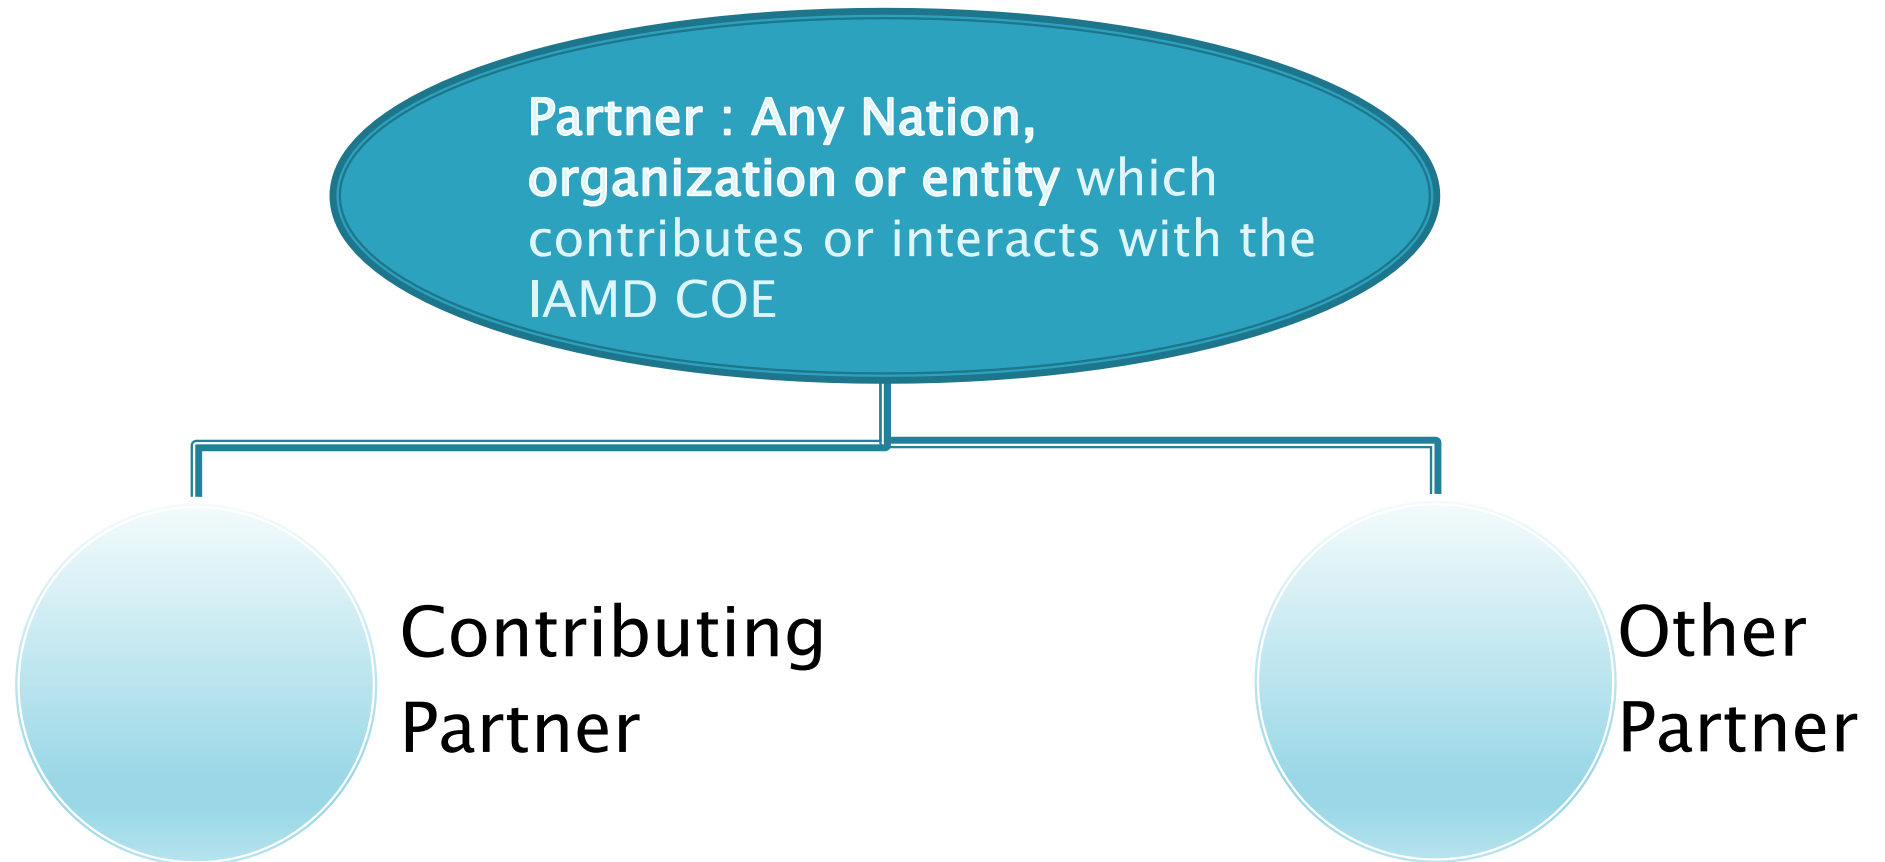 Partner : Any Nation,
organization or entity which
contributes or interacts with the
IAMD COE
Contributing
Partner
Other
Partner